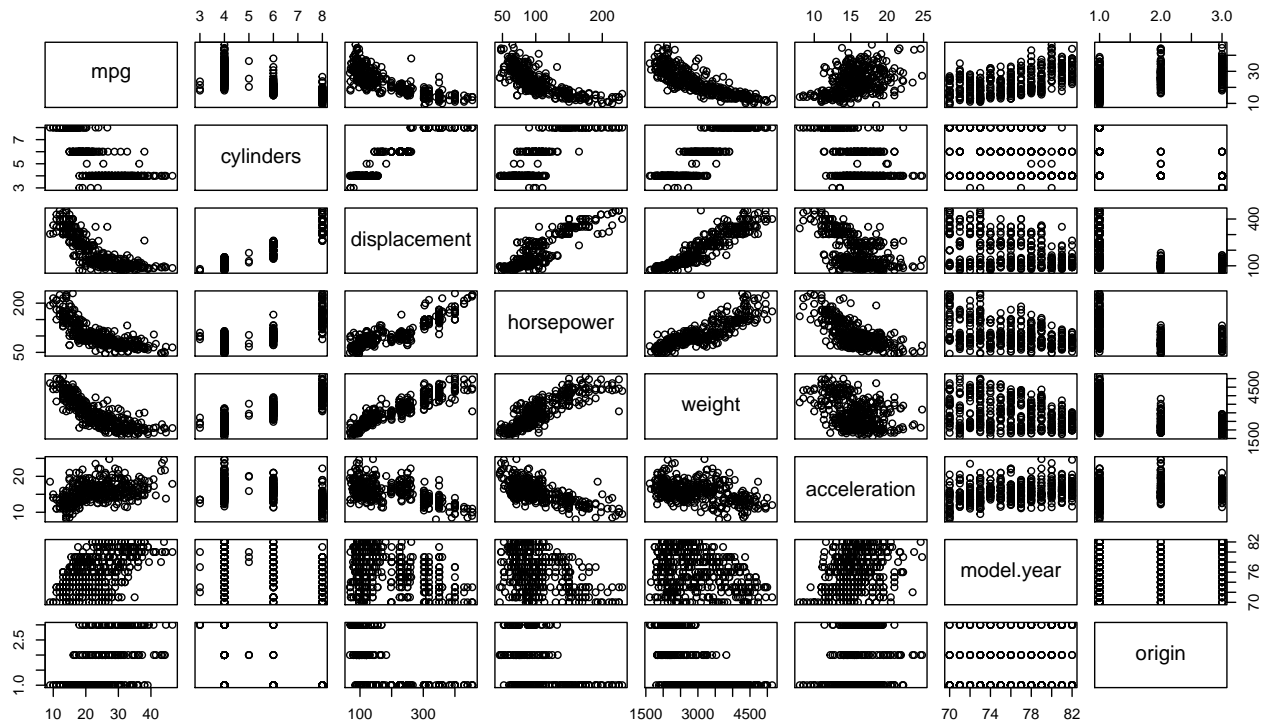 3 4 5 6 7 8
50 100 200
10 15 20 25
1.0 2.0 3.0
mpg
10 30
3 5 7
cylinders
displacement
100 400
50 200
horsepower
weight
1500 4500
10 20
acceleration
model.year
70 76 82
1.0 2.5
origin
10 20 30 40
100 300
1500 3000 4500
70 74 78 82